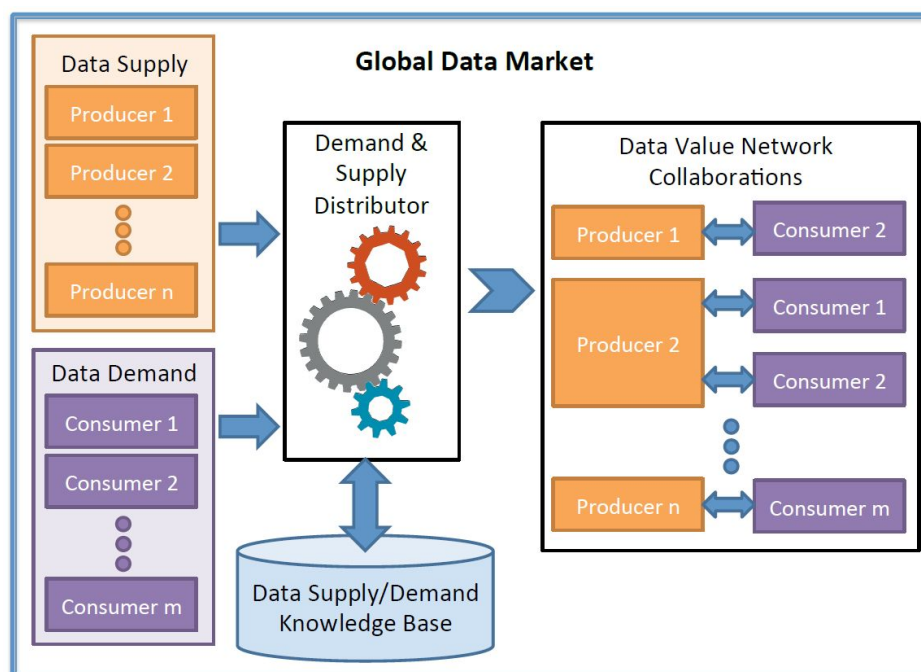 Global Data Market
Data Supply
Producer 1
Producer 2
Producer n
Data Demand
Consumer 1
Consumer 2
Consumer m
Demand &
Supply
Distributor
Data Supply/Demand
Knowledge Base
Data Value Network
Collaborations
Producer 1
Consumer 2
Producer 2
Consumer 1
Consumer 2
Producer n
Consumer m